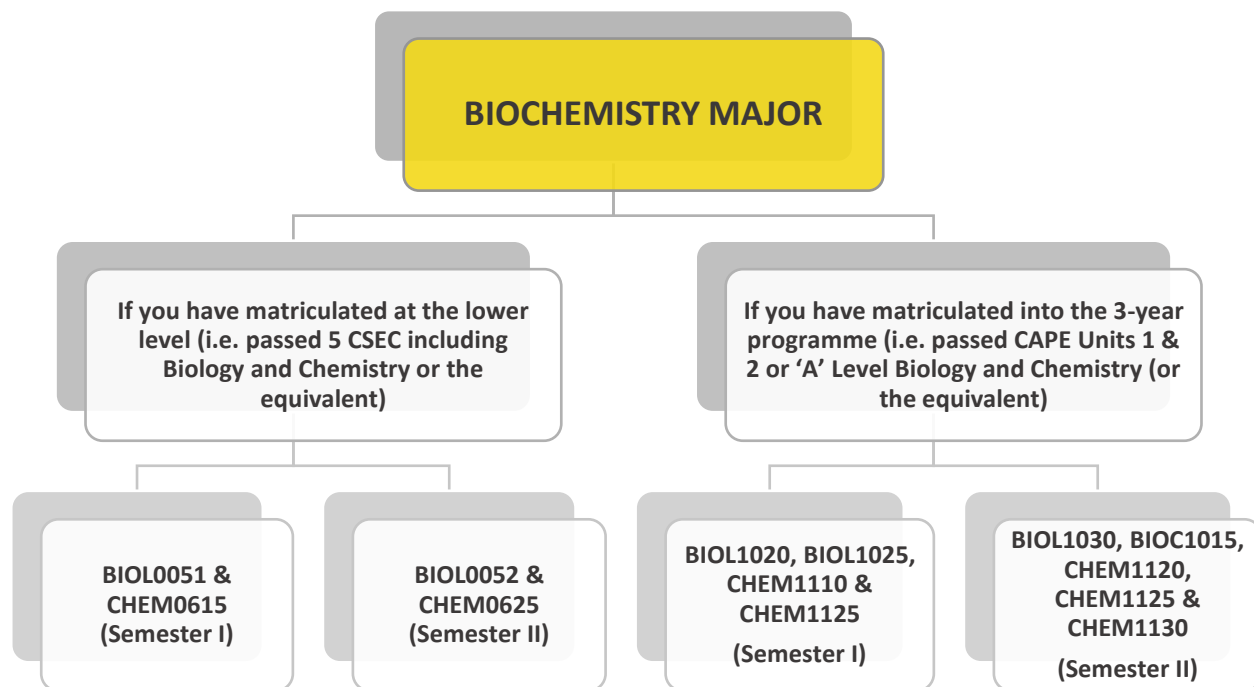 BIOCHEMISTRY MAJOR
If you have matriculated at the lower
level (i.e. passed 5 CSEC including
Biology and Chemistry or the
equivalent)
If you have matriculated into the 3-year
programme (i.e. passed CAPE Units 1 &
2 or ‘A’ Level Biology and Chemistry (or
the equivalent)
BIOL0051 &
CHEM0615
(Semester I)
BIOL0052 &
CHEM0625
(Semester II)
BIOL1020, BIOL1025,
CHEM1110 &
CHEM1125
(Semester I)
BIOL1030, BIOC1015,
CHEM1120,
CHEM1125 &
CHEM1130
(Semester II)